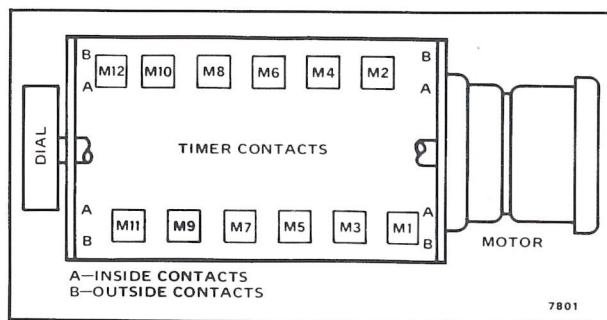 B B
M12 M10 M8 M6 M4 M2
A A
DIAL
TIMER CONTACTS
A A
M11 M9 M7 M5 M3 M1
B B
MOTOR
A—INSIDE CONTACTS
B—OUTSIDE CONTACTS
7801